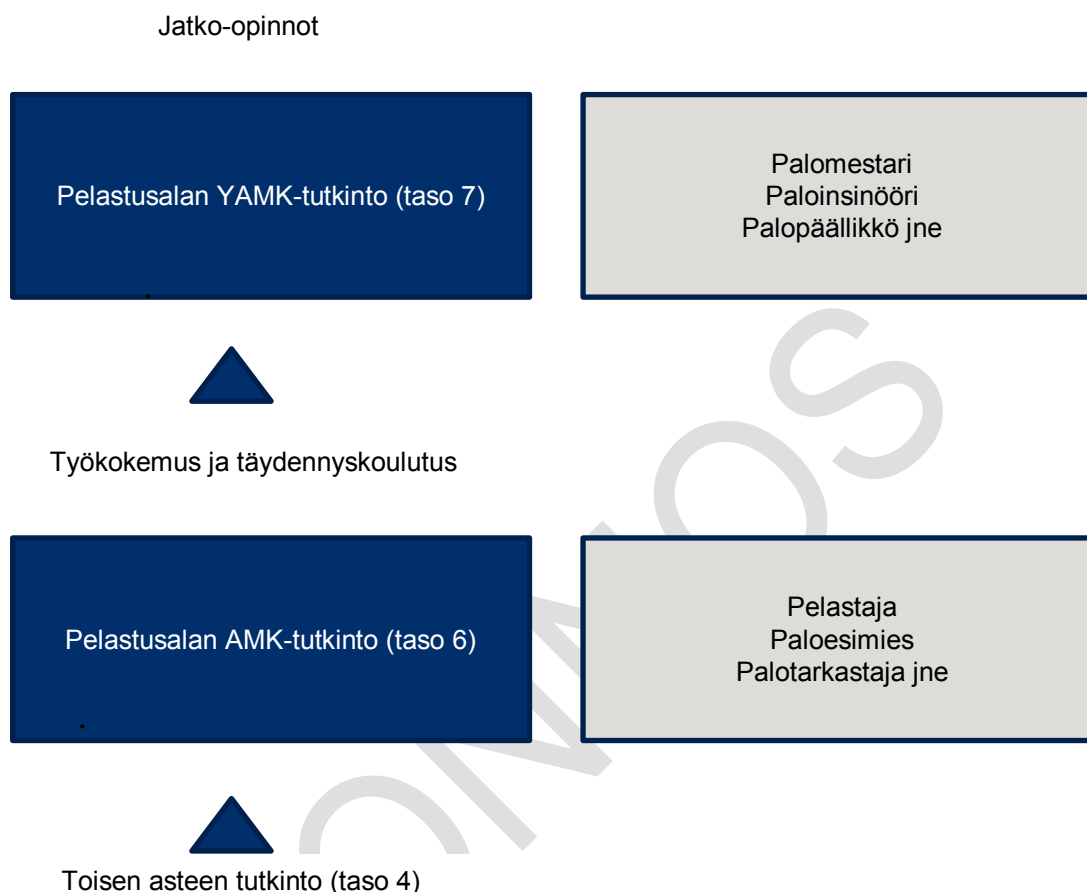 Jatko-opinnot
Pelastusalan YAMK-tutkinto (taso 7)
Palomestari
Paloinsinööri
Palopäällikkö jne
Työkokemus ja täydennyskoulutus
Pelastusalan AMK-tutkinto (taso 6)
Pelastaja
Paloesimies
Palotarkastaja jne
Toisen asteen tutkinto (taso 4)